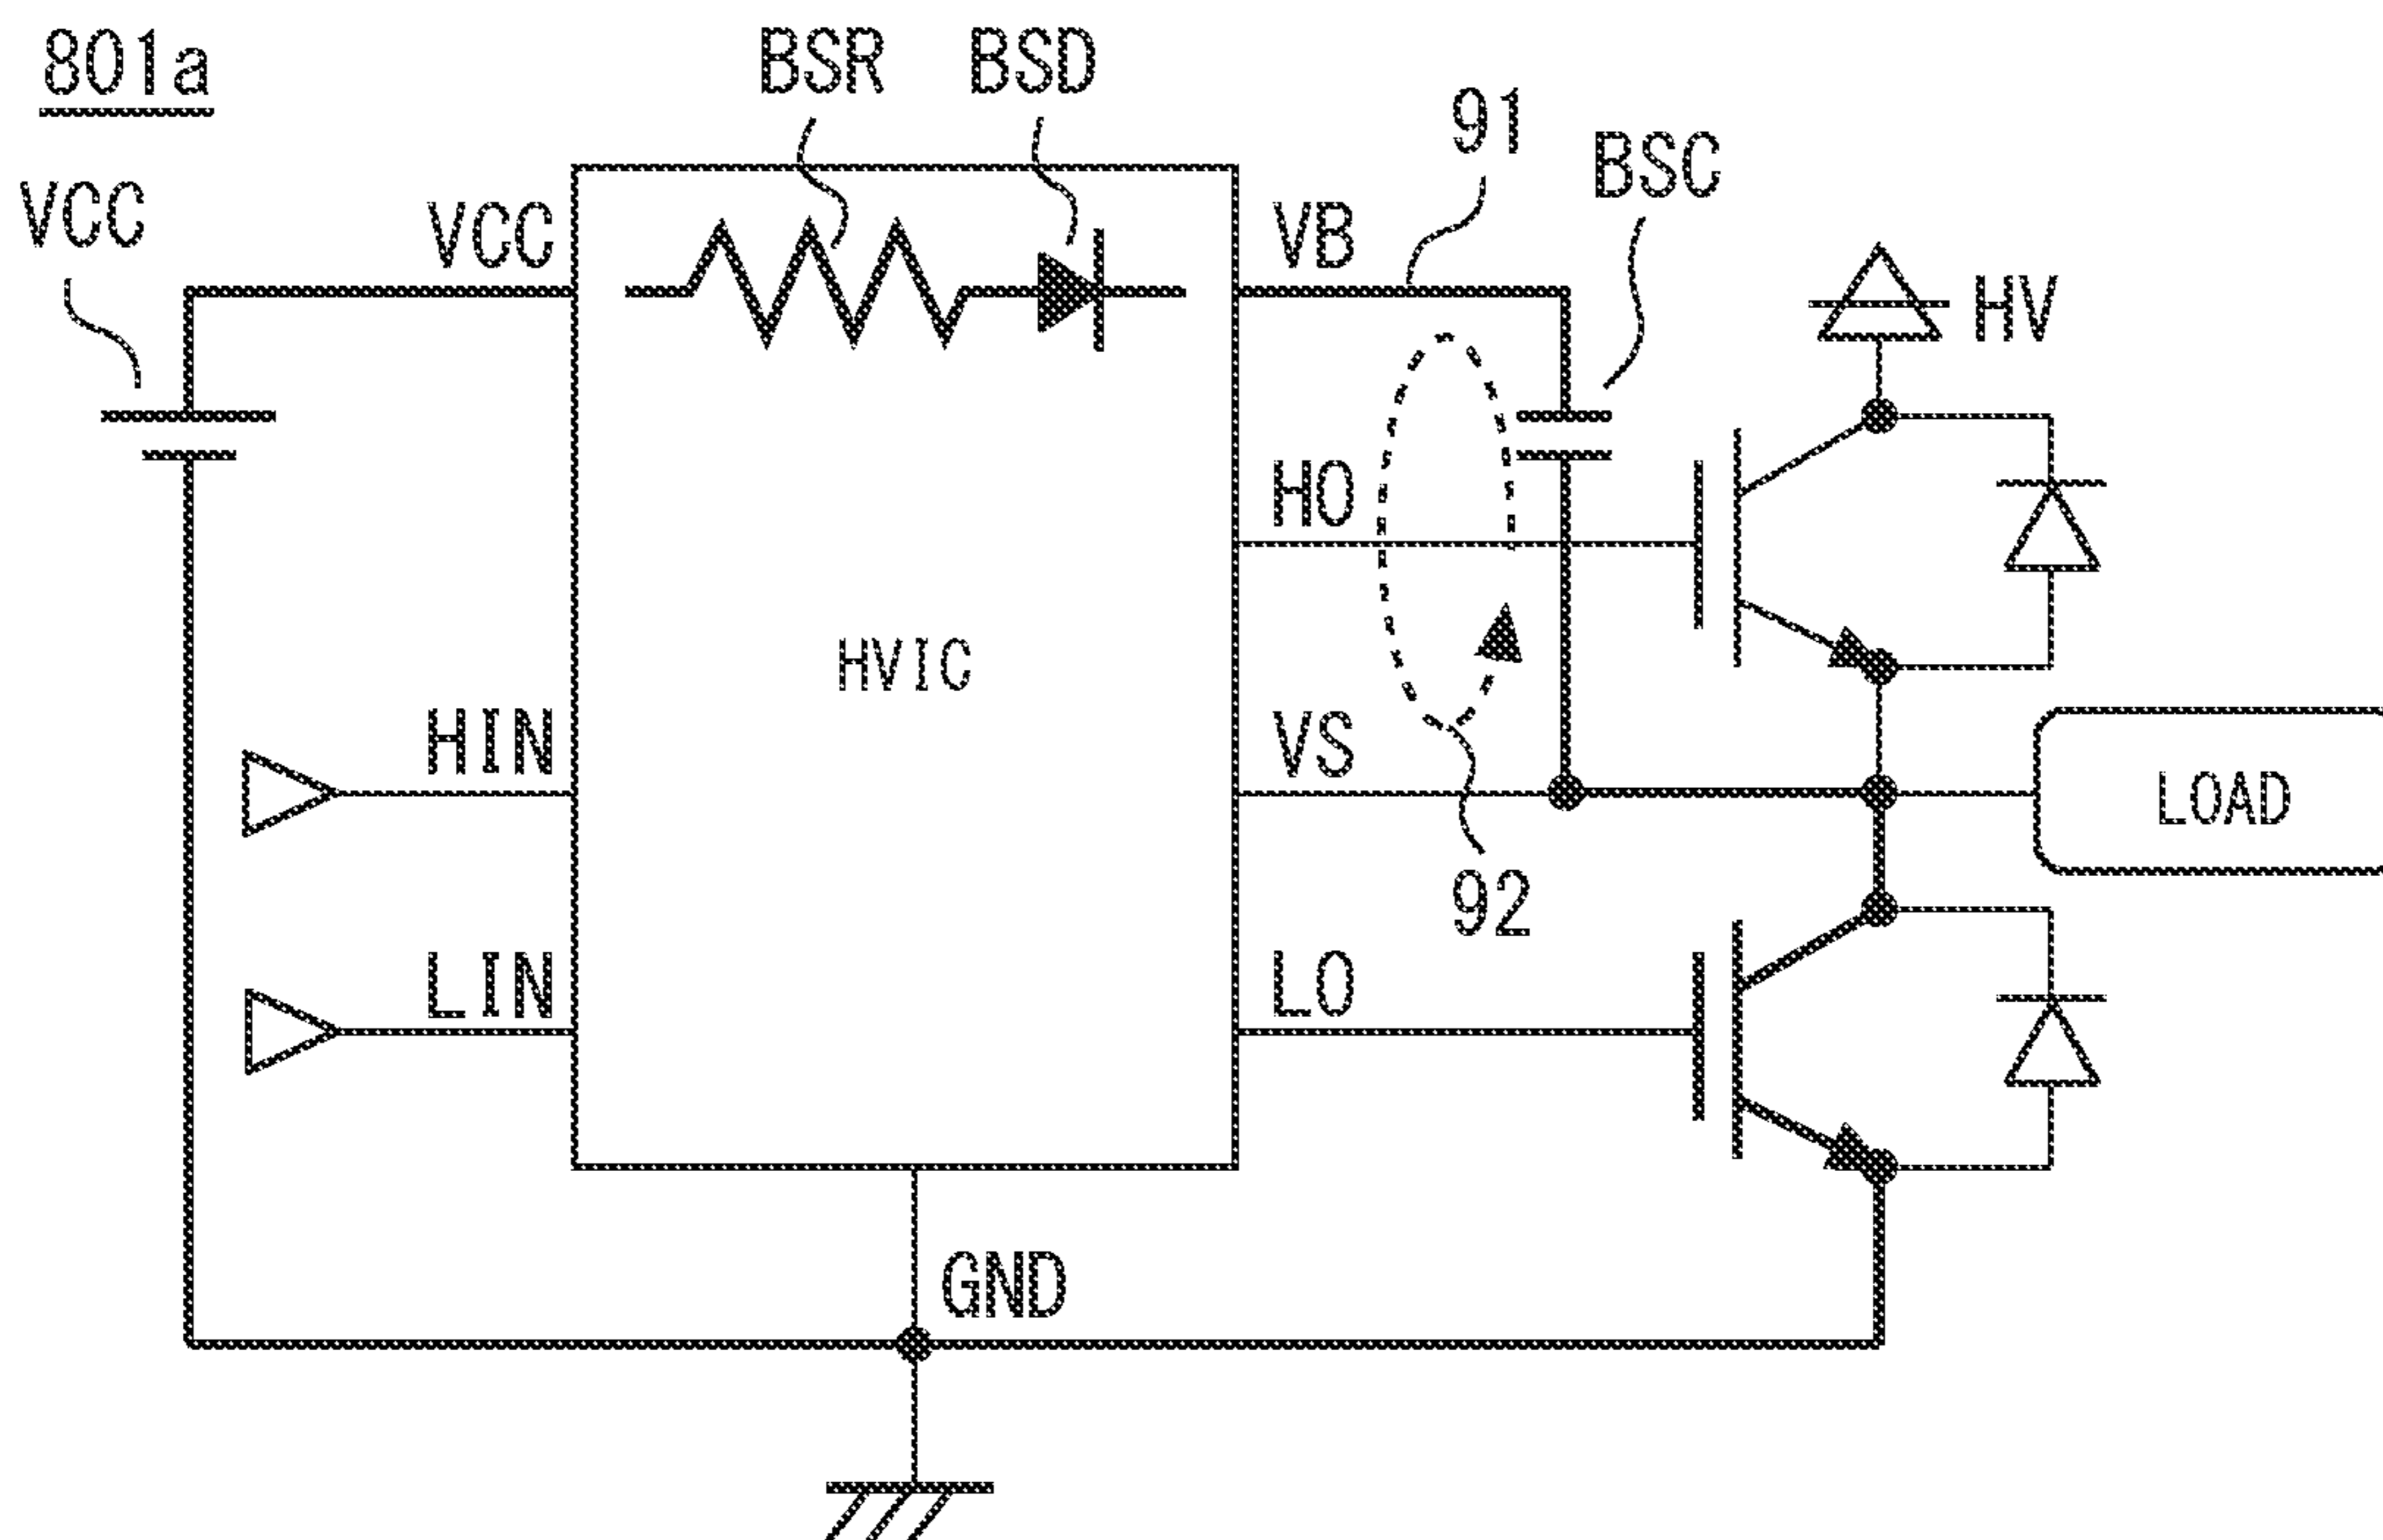 801a
BSR
BSD
91
BSC
VCC
VCC
VB
HV
HO
HVIC
HIN
VS
LOAD
92
LIN
LO
GND